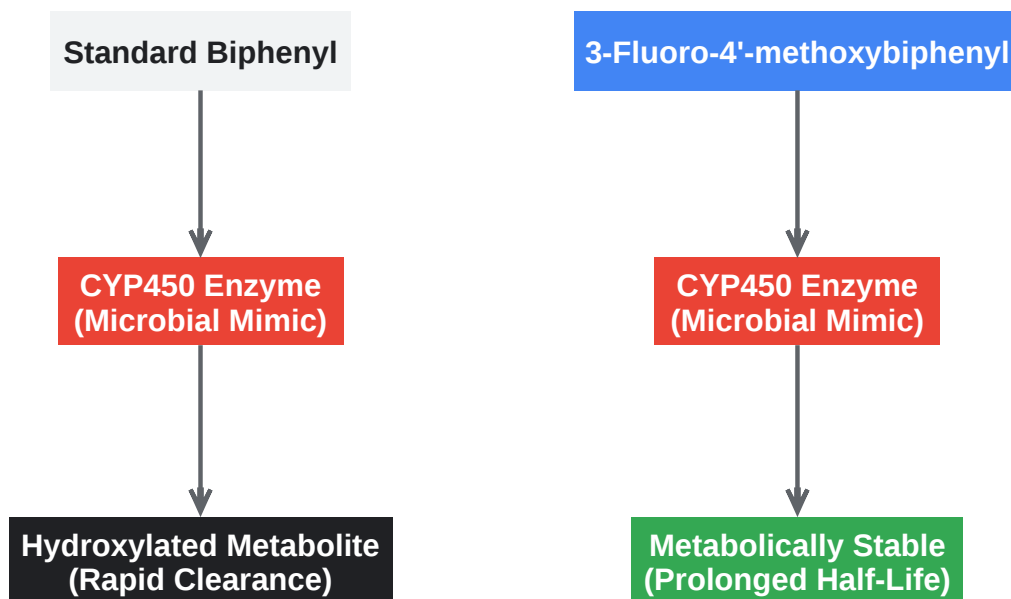 Standard Biphenyl
3-Fluoro-4'-methoxybiphenyl
CYP450 Enzyme
(Microbial Mimic)
CYP450 Enzyme
(Microbial Mimic)
Hydroxylated Metabolite
(Rapid Clearance)
Metabolically Stable
(Prolonged Half-Life)